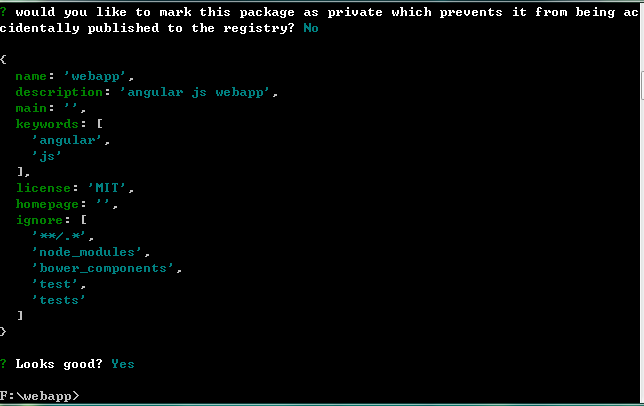 ? would you like to mark this package as private which prevents it from being ac
cidentally published to the registry? No
{
  name: 'webapp',
  description: 'angular js webapp',
  main: '',
  keywords: [
    'angular',
    'js'
  ],
  license: 'MIT',
  homepage: '',
  ignore: [
    '**/.*',
    'node_modules',
    'bower_components',
    'test',
    'tests'
  ]
}
? Looks good? Yes
F:\webapp>